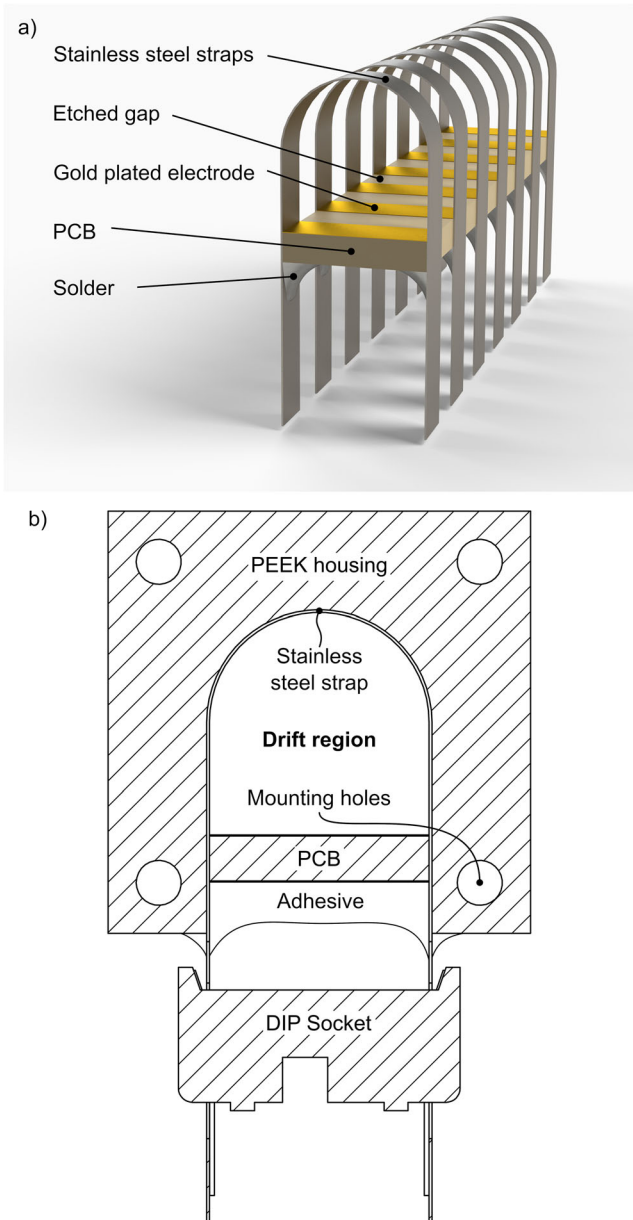 a)
Stainless steel straps
Etched gap
Gold plated electrode
PCB
Solder
b)
PEEK housing
Stainless
steel strap
Drift region
Mounting holes
PCB
Adhesive
DIP Socket